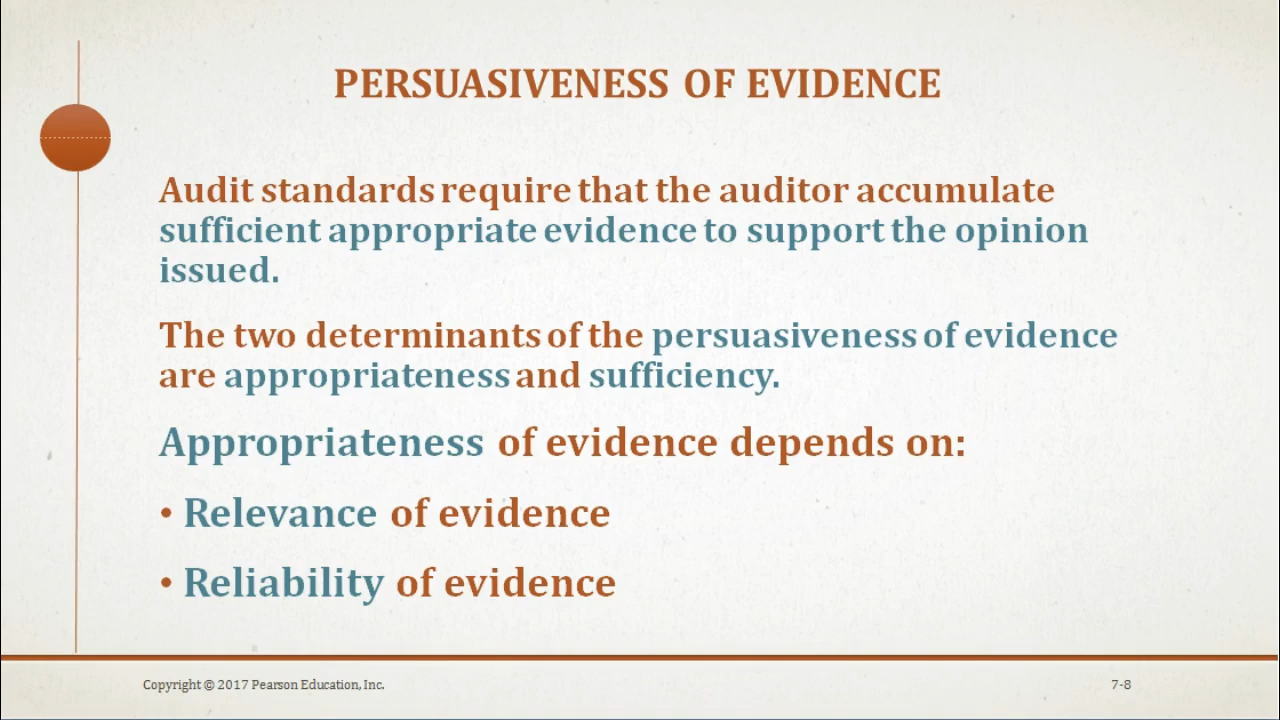 PERSUASIVENESS OF EVIDENCE
Audit standards require that the auditor accumulate
sufficient appropriate evidence to support the opinion
issued.
The two determinants of the persuasiveness of evidence
are appropriateness and sufficiency.
Appropriateness of evidence depends on:
• Relevance of evidence
• Reliability of evidence
Copyright © 2017 Pearson Education, Inc.
7-8